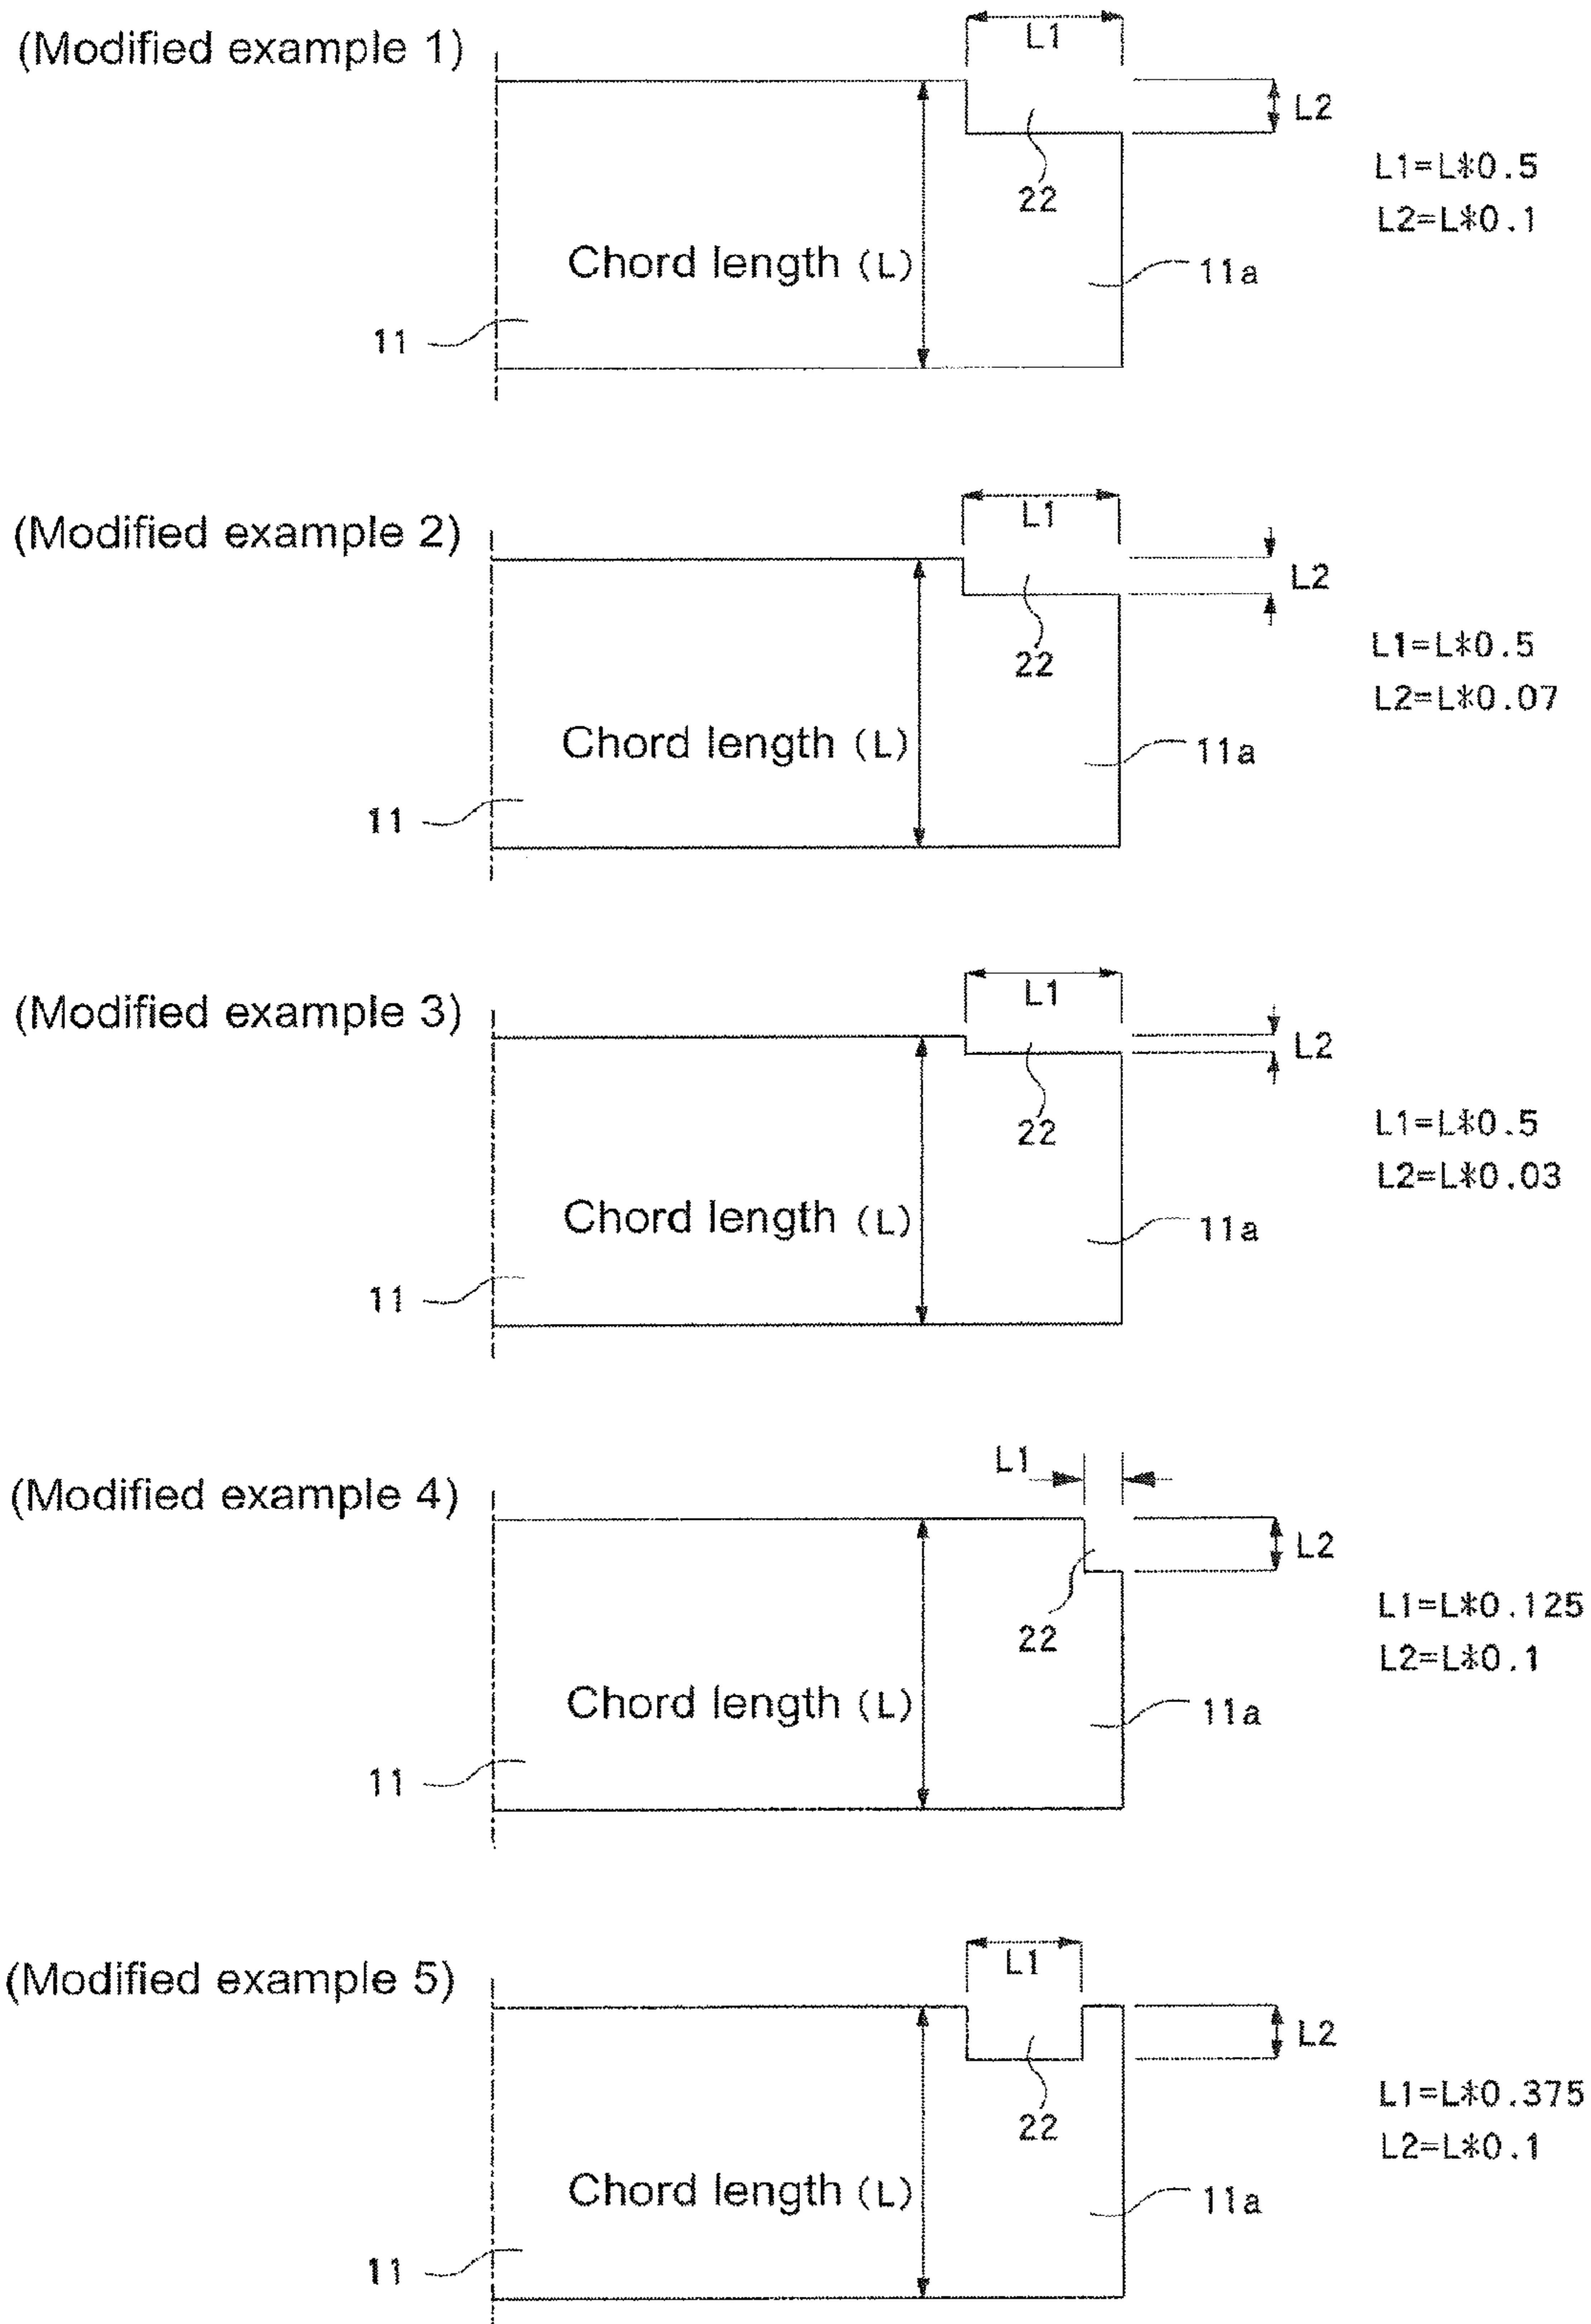 (Modified example 1)
L1
L2
22
L1=L*0.5
L2=L*0.1
Chord length (L)
11a
11
(Modified example 2)
L1
L2
22
L1=L*0.5
L2=L*0.07
Chord length (L)
11a
11
(Modified example 3)
L1
L2
22
L1=L*0.5
L2=L*0.03
Chord length (L)
11a
11
(Modified example 4)
L1
L2
22
L1=L*0.125
L2=L*0.1
Chord length (L)
11a
11
(Modified example 5)
L1
L2
22
L1=L*0.375
L2=L*0.1
Chord length (L)
11a
11